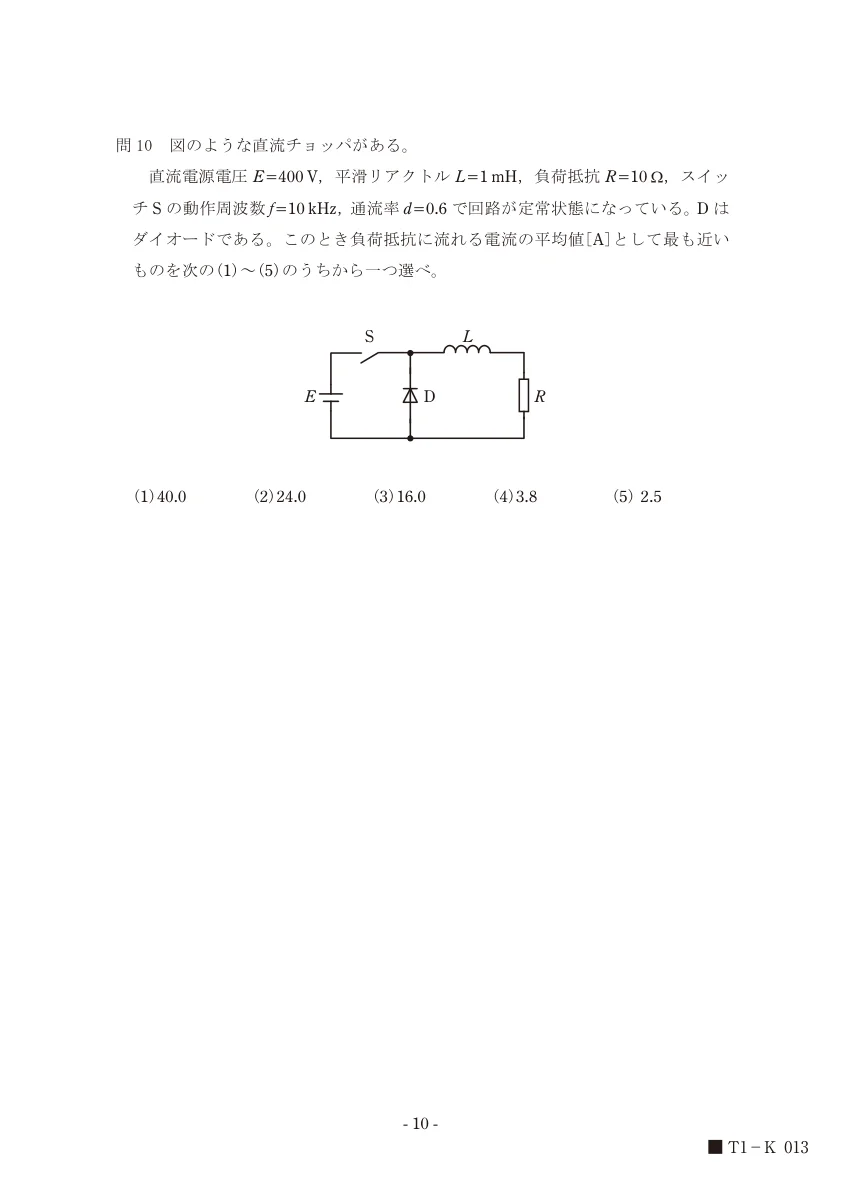 問 10 図のような直流チョッパがある。
直流電源電圧 E=400 V，平滑リアクトル L=1 mH，負荷抵抗 R=10 Ω，スイッ
チ S の動作周波数 f=10 kHz，通流率 d=0.6 で回路が定常状態になっている。D は
ダイオードである。このとき負荷抵抗に流れる電流の平均値[A]として最も近い
ものを次の(1)～(5)のうちから一つ選べ。
S L
E D R
(1)40.0 (2)24.0 (3)16.0 (4)3.8 (5) 2.5
- 10 -
■ T1－K 013